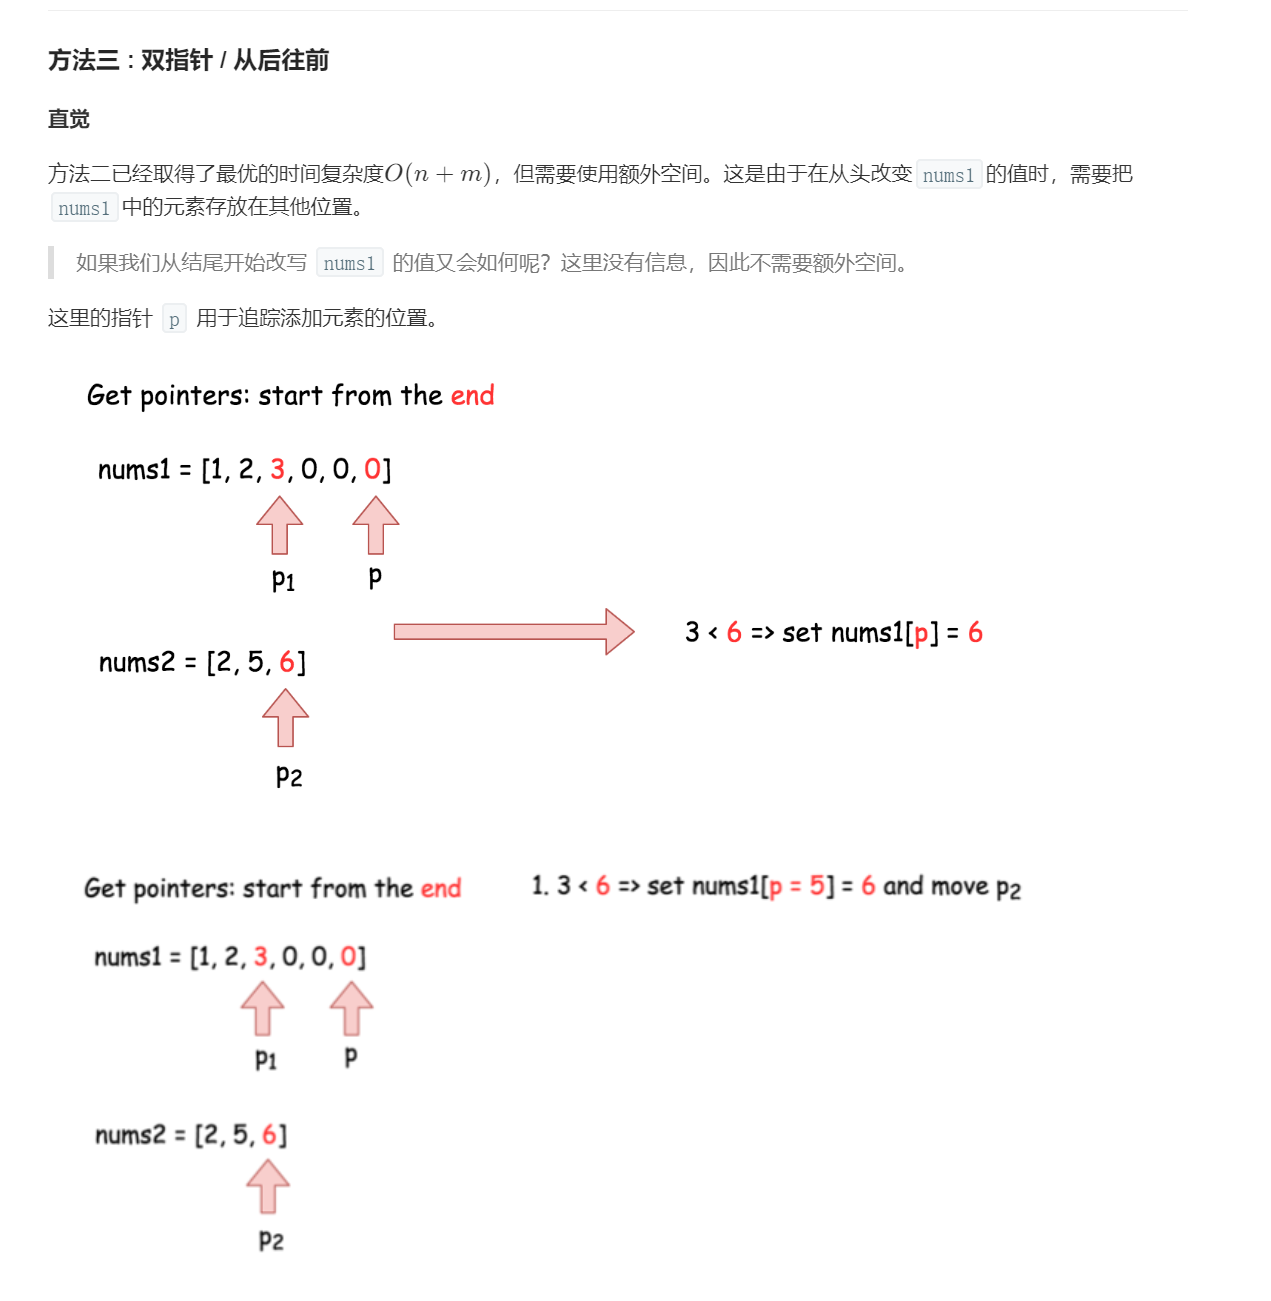 方法三 : 双指针 / 从后往前
直觉
方法二已经取得了最优的时间复杂度O(n + m)，但需要使用额外空间。这是由于在从头改变 nums1 的值时，需要把
nums1 中的元素存放在其他位置。
如果我们从结尾开始改写 nums1 的值又会如何呢？这里没有信息，因此不需要额外空间。
这里的指针 p 用于追踪添加元素的位置。
Get pointers: start from the end
nums1 = [1, 2, 3, 0, 0, 0]
p1 p
3 < 6 => set nums1[p] = 6
nums2 = [2, 5, 6]
p2
Get pointers: start from the end
1. 3 < 6 => set nums1[p = 5] = 6 and move p2
nums1 = [1, 2, 3, 0, 0, 0]
p1 p
nums2 = [2, 5, 6]
p2